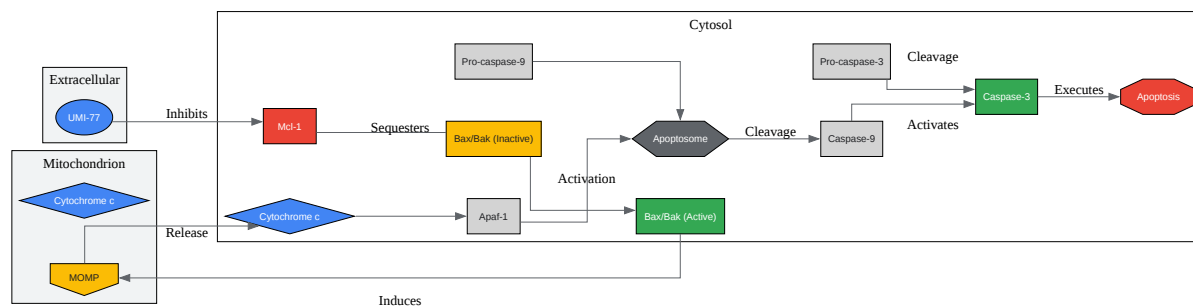 Cytosol
Extracellular
UMI-77
Inhibits
Mcl-1
Sequesters
Bax/Bak (Inactive)
Pro-caspase-9
Apoptosome
Cleavage
Caspase-9
Pro-caspase-3
Cleavage
Activates
Caspase-3
Executes
Apoptosis
Mitochondrion
Cytochrome c
Release
MOMP
Cytochrome c
Apaf-1
Activation
Bax/Bak (Active)
Induces